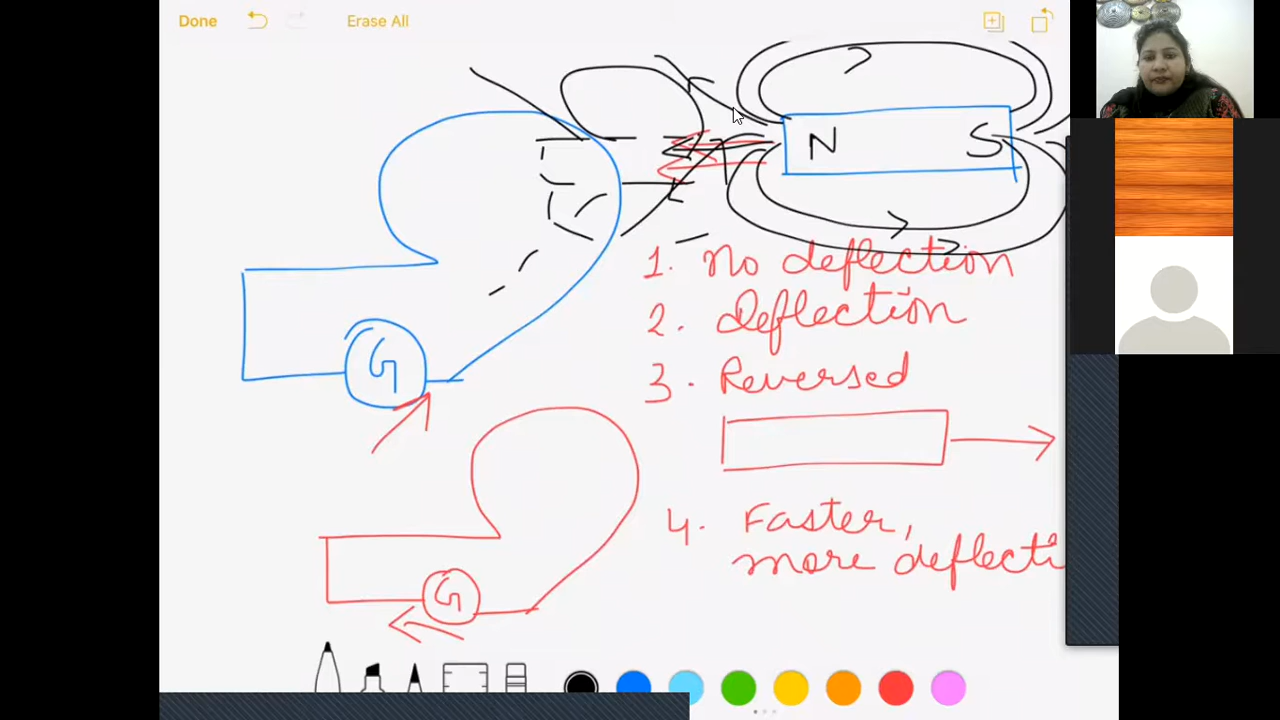 Done
Erase All
N S
1. No deflection
2. Deflection
3. Reversed
G
4. Faster,
more deflecti
G